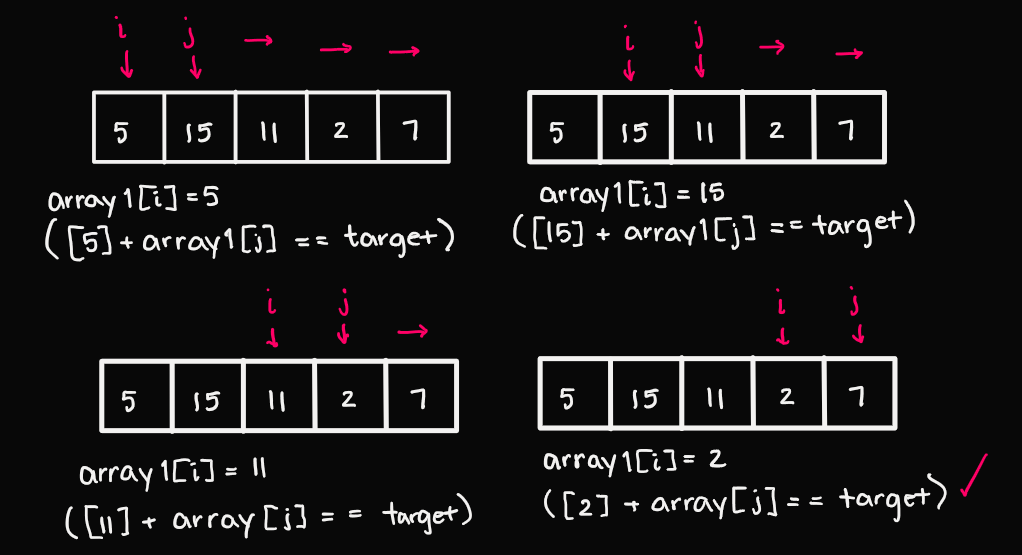 i j → → →
5 15 11 2 7
array1[i] = 5
([5] + array1[j] == target)
i j → →
5 15 11 2 7
array1[i] = 15
([15] + array1[j] == target)
i j →
5 15 11 2 7
array1[i] = 11
([11] + array[j] == target)
i j
5 15 11 2 7
array1[i] = 2
([2] + array[j] == target) ✓